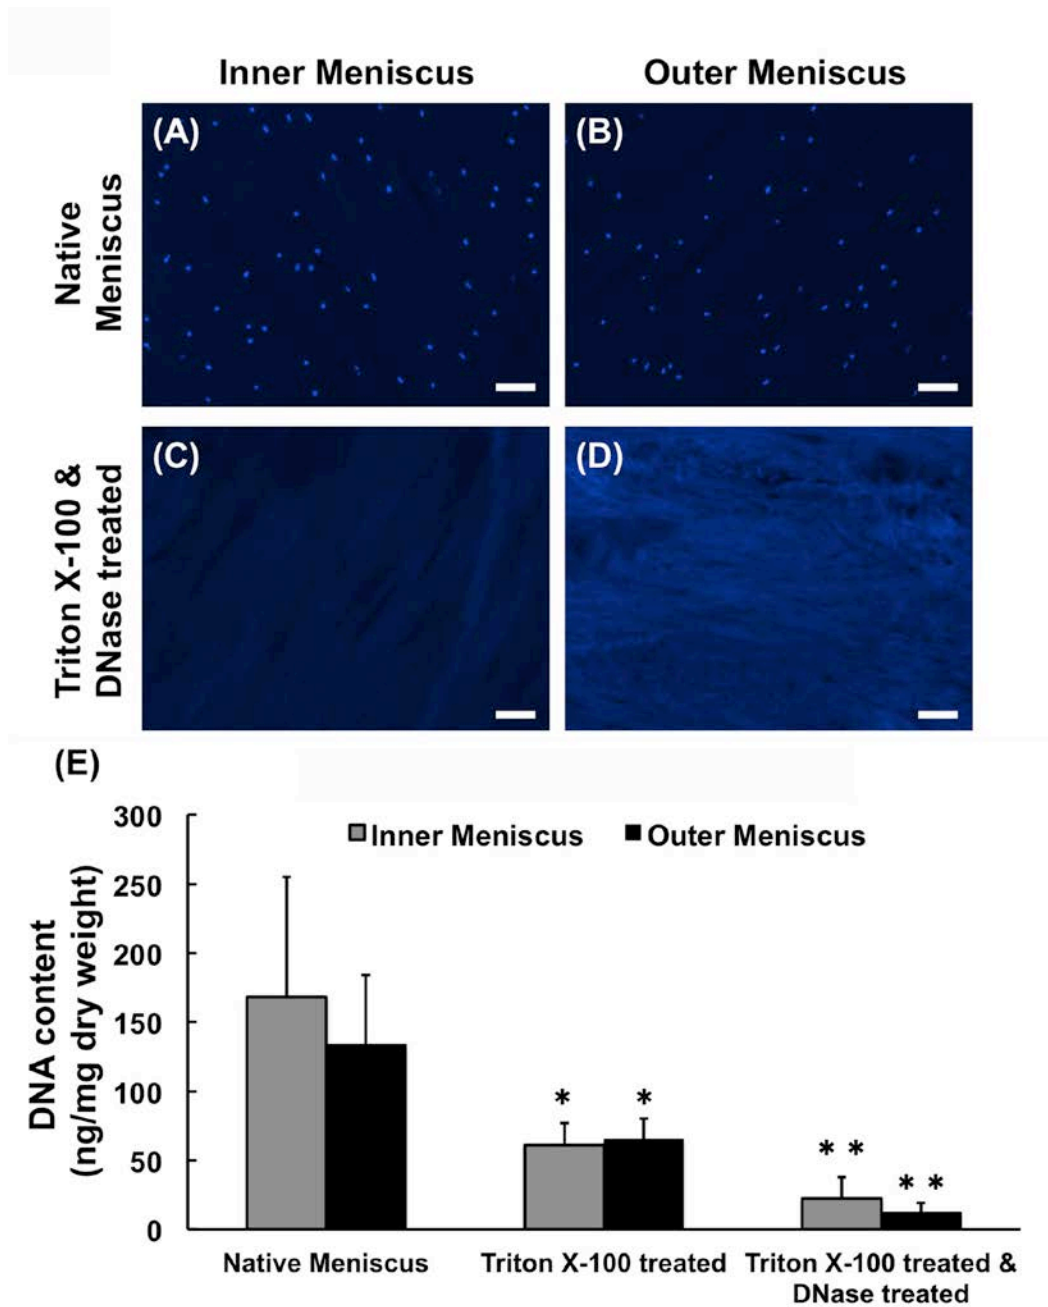 Inner Meniscus
Outer Meniscus
Native
Meniscus
(A)
(B)
Triton X-100 &
DNase treated
(C)
(D)
(E)
DNA content
(ng/mg dry weight)
300
250
200
150
100
50
0
Inner Meniscus
Outer Meniscus
*
*
* *
* *
Native Meniscus
Triton X-100 treated
Triton X-100 treated &
DNase treated